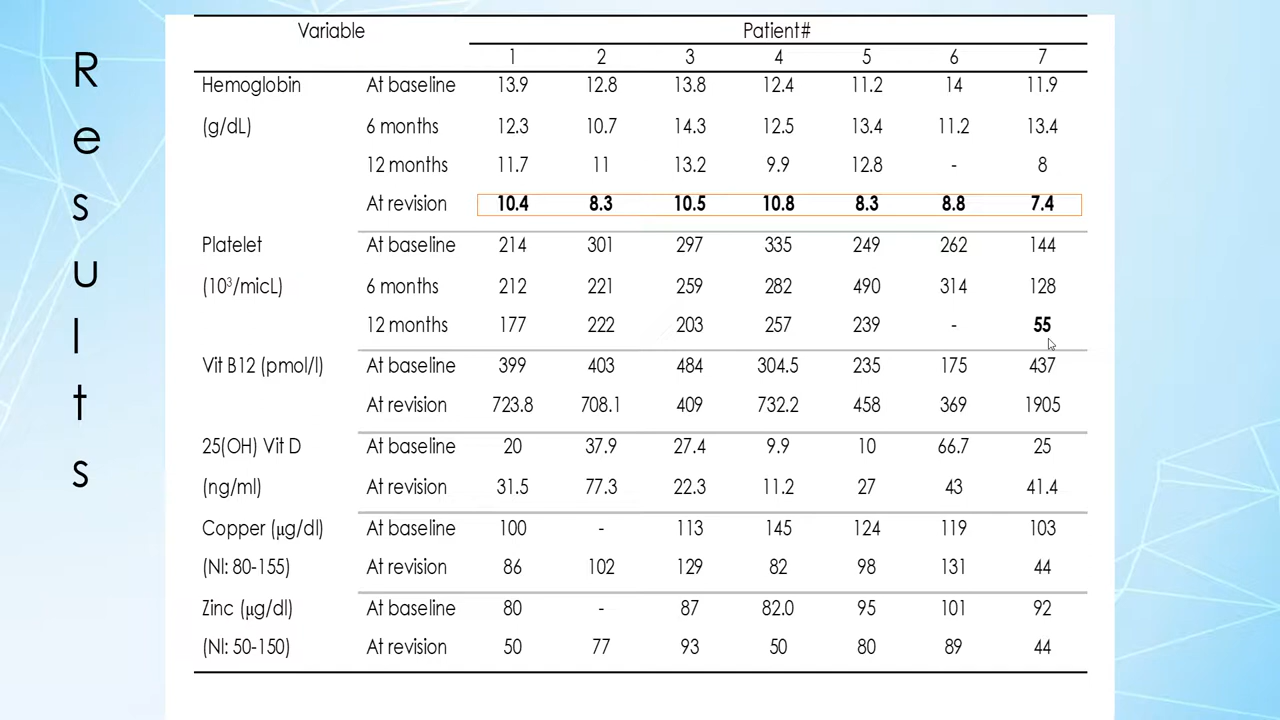 Results
Variable Patient#
1 2 3 4 5 6 7
Hemoglobin At baseline 13.9 12.8 13.8 12.4 11.2 14 11.9
(g/dL) 6 months 12.3 10.7 14.3 12.5 13.4 11.2 13.4
12 months 11.7 11 13.2 9.9 12.8 - 8
At revision 10.4 8.3 10.5 10.8 8.3 8.8 7.4
Platelet At baseline 214 301 297 335 249 262 144
(10³/micL) 6 months 212 221 259 282 490 314 128
12 months 177 222 203 257 239 - 55
Vit B12 (pmol/l) At baseline 399 403 484 304.5 235 175 437
At revision 723.8 708.1 409 732.2 458 369 1905
25(OH) Vit D At baseline 20 37.9 27.4 9.9 10 66.7 25
(ng/ml) At revision 31.5 77.3 22.3 11.2 27 43 41.4
Copper (μg/dl) At baseline 100 - 113 145 124 119 103
(Nl: 80-155) At revision 86 102 129 82 98 131 44
Zinc (μg/dl) At baseline 80 - 87 82.0 95 101 92
(Nl: 50-150) At revision 50 77 93 50 80 89 44